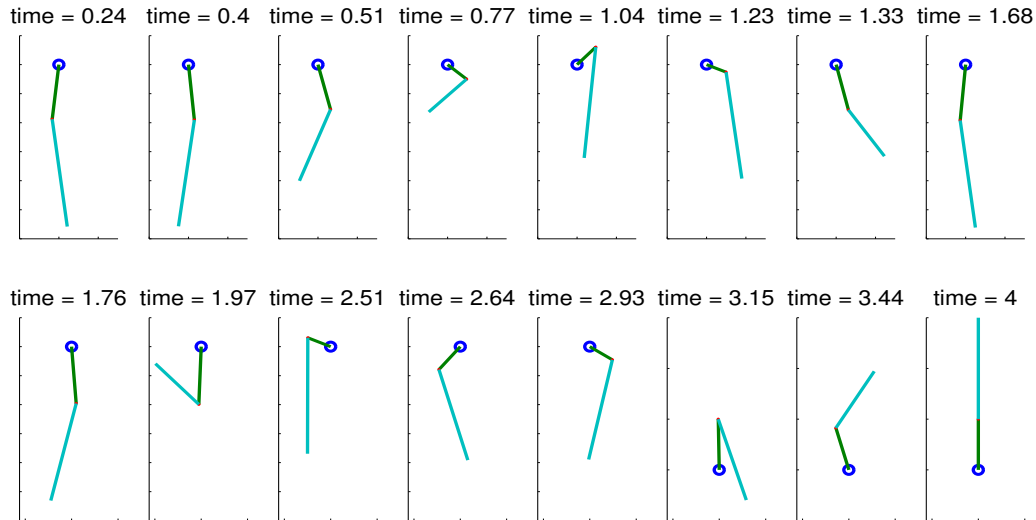 time = 0.24 time = 0.4 time = 0.51 time = 0.77 time = 1.04 time = 1.23 time = 1.33 time = 1.68
time = 1.76 time = 1.97 time = 2.51 time = 2.64 time = 2.93 time = 3.15 time = 3.44 time = 4